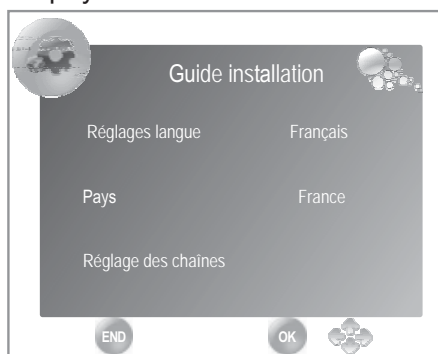 Guide installation
Réglages langue Français
Pays France
Réglage des chaînes
END OK